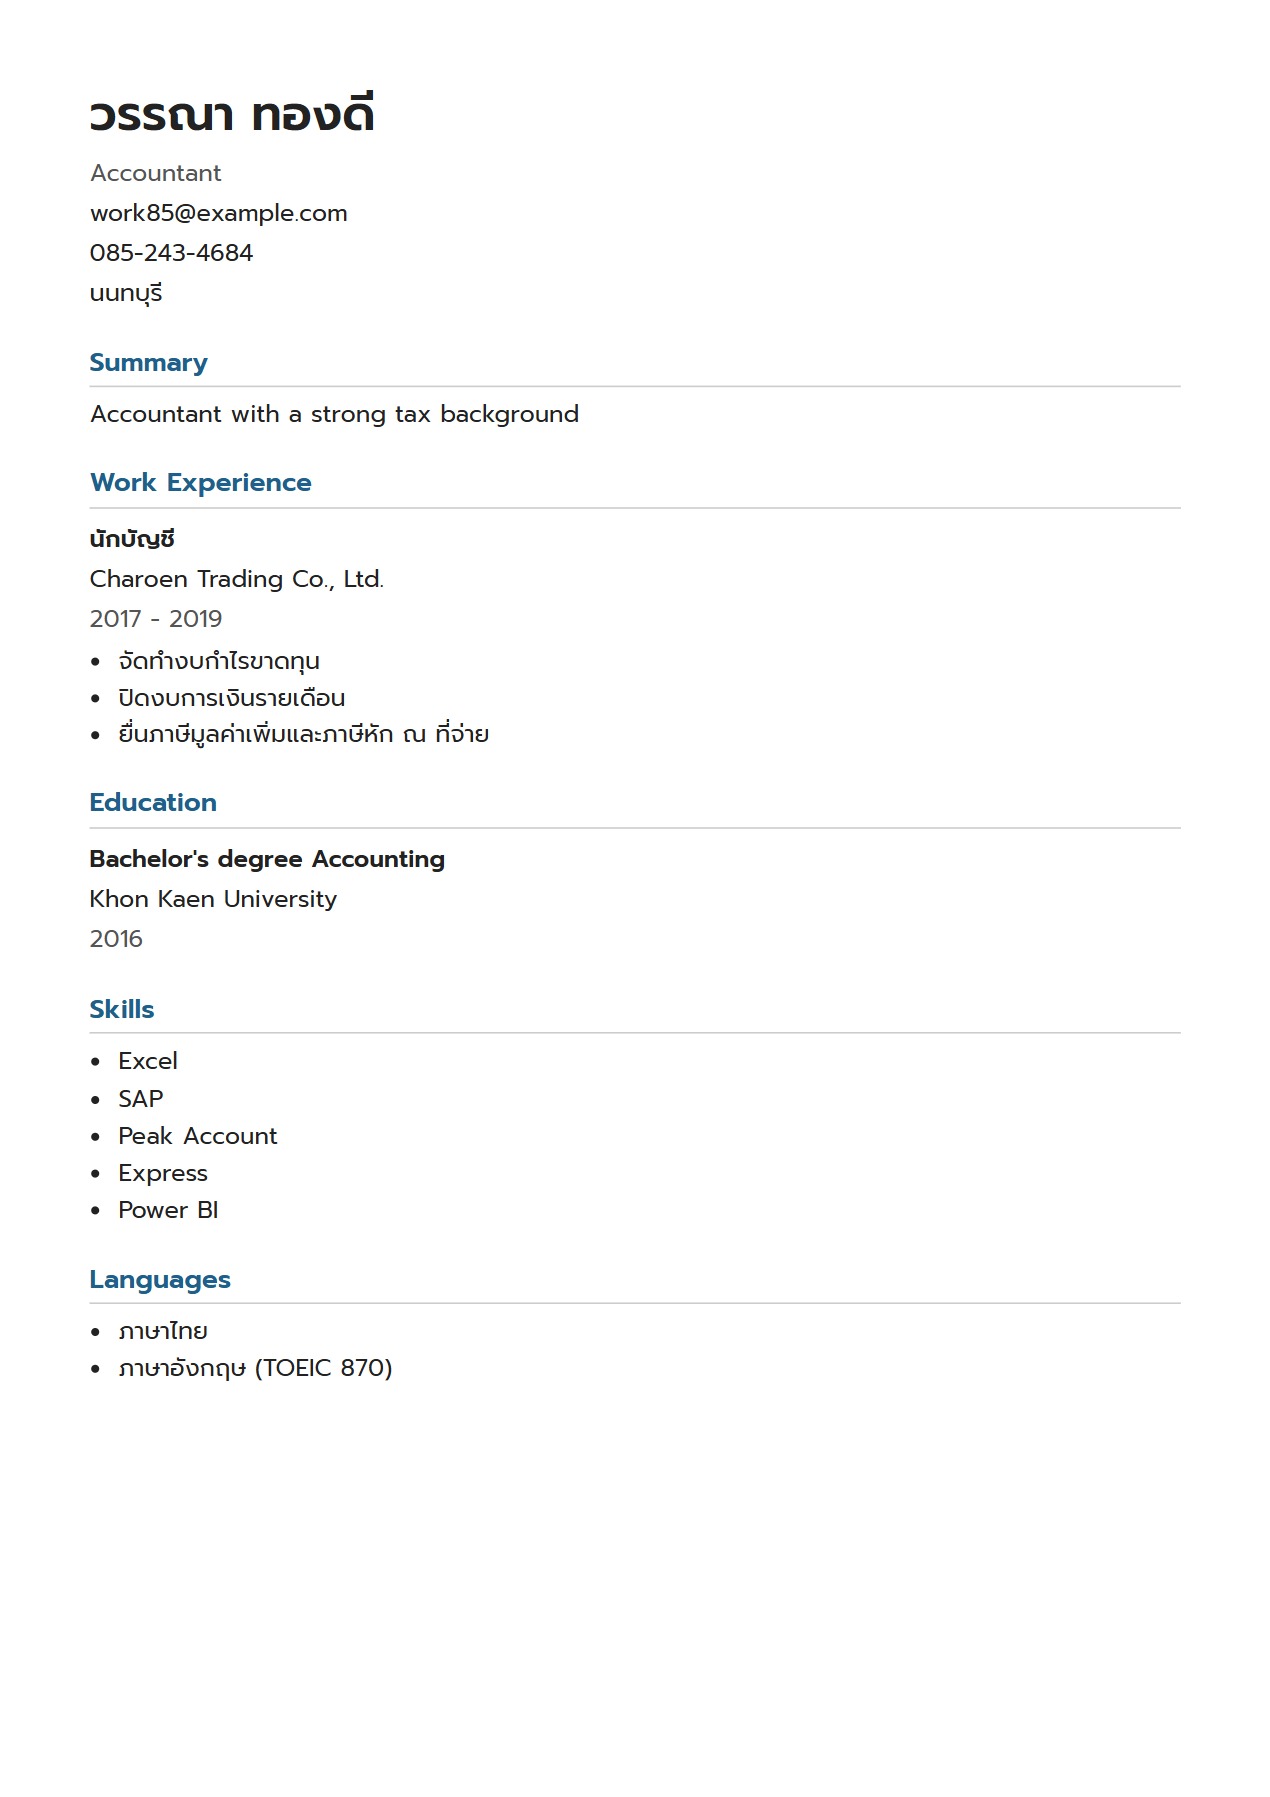 วรรณา ทองดี
Accountant
work85@example.com
085-243-4684
นนทบุรี
Summary
Accountant with a strong tax background
Work Experience
นักบัญชี
Charoen Trading Co., Ltd.
2017 - 2019
• จัดทำงบกำไรขาดทุน
• ปิดงบการเงินรายเดือน
• ยื่นภาษีมูลค่าเพิ่มและภาษีหัก ณ ที่จ่าย
Education
Bachelor's degree Accounting
Khon Kaen University
2016
Skills
• Excel
• SAP
• Peak Account
• Express
• Power BI
Languages
• ภาษาไทย
• ภาษาอังกฤษ (TOEIC 870)